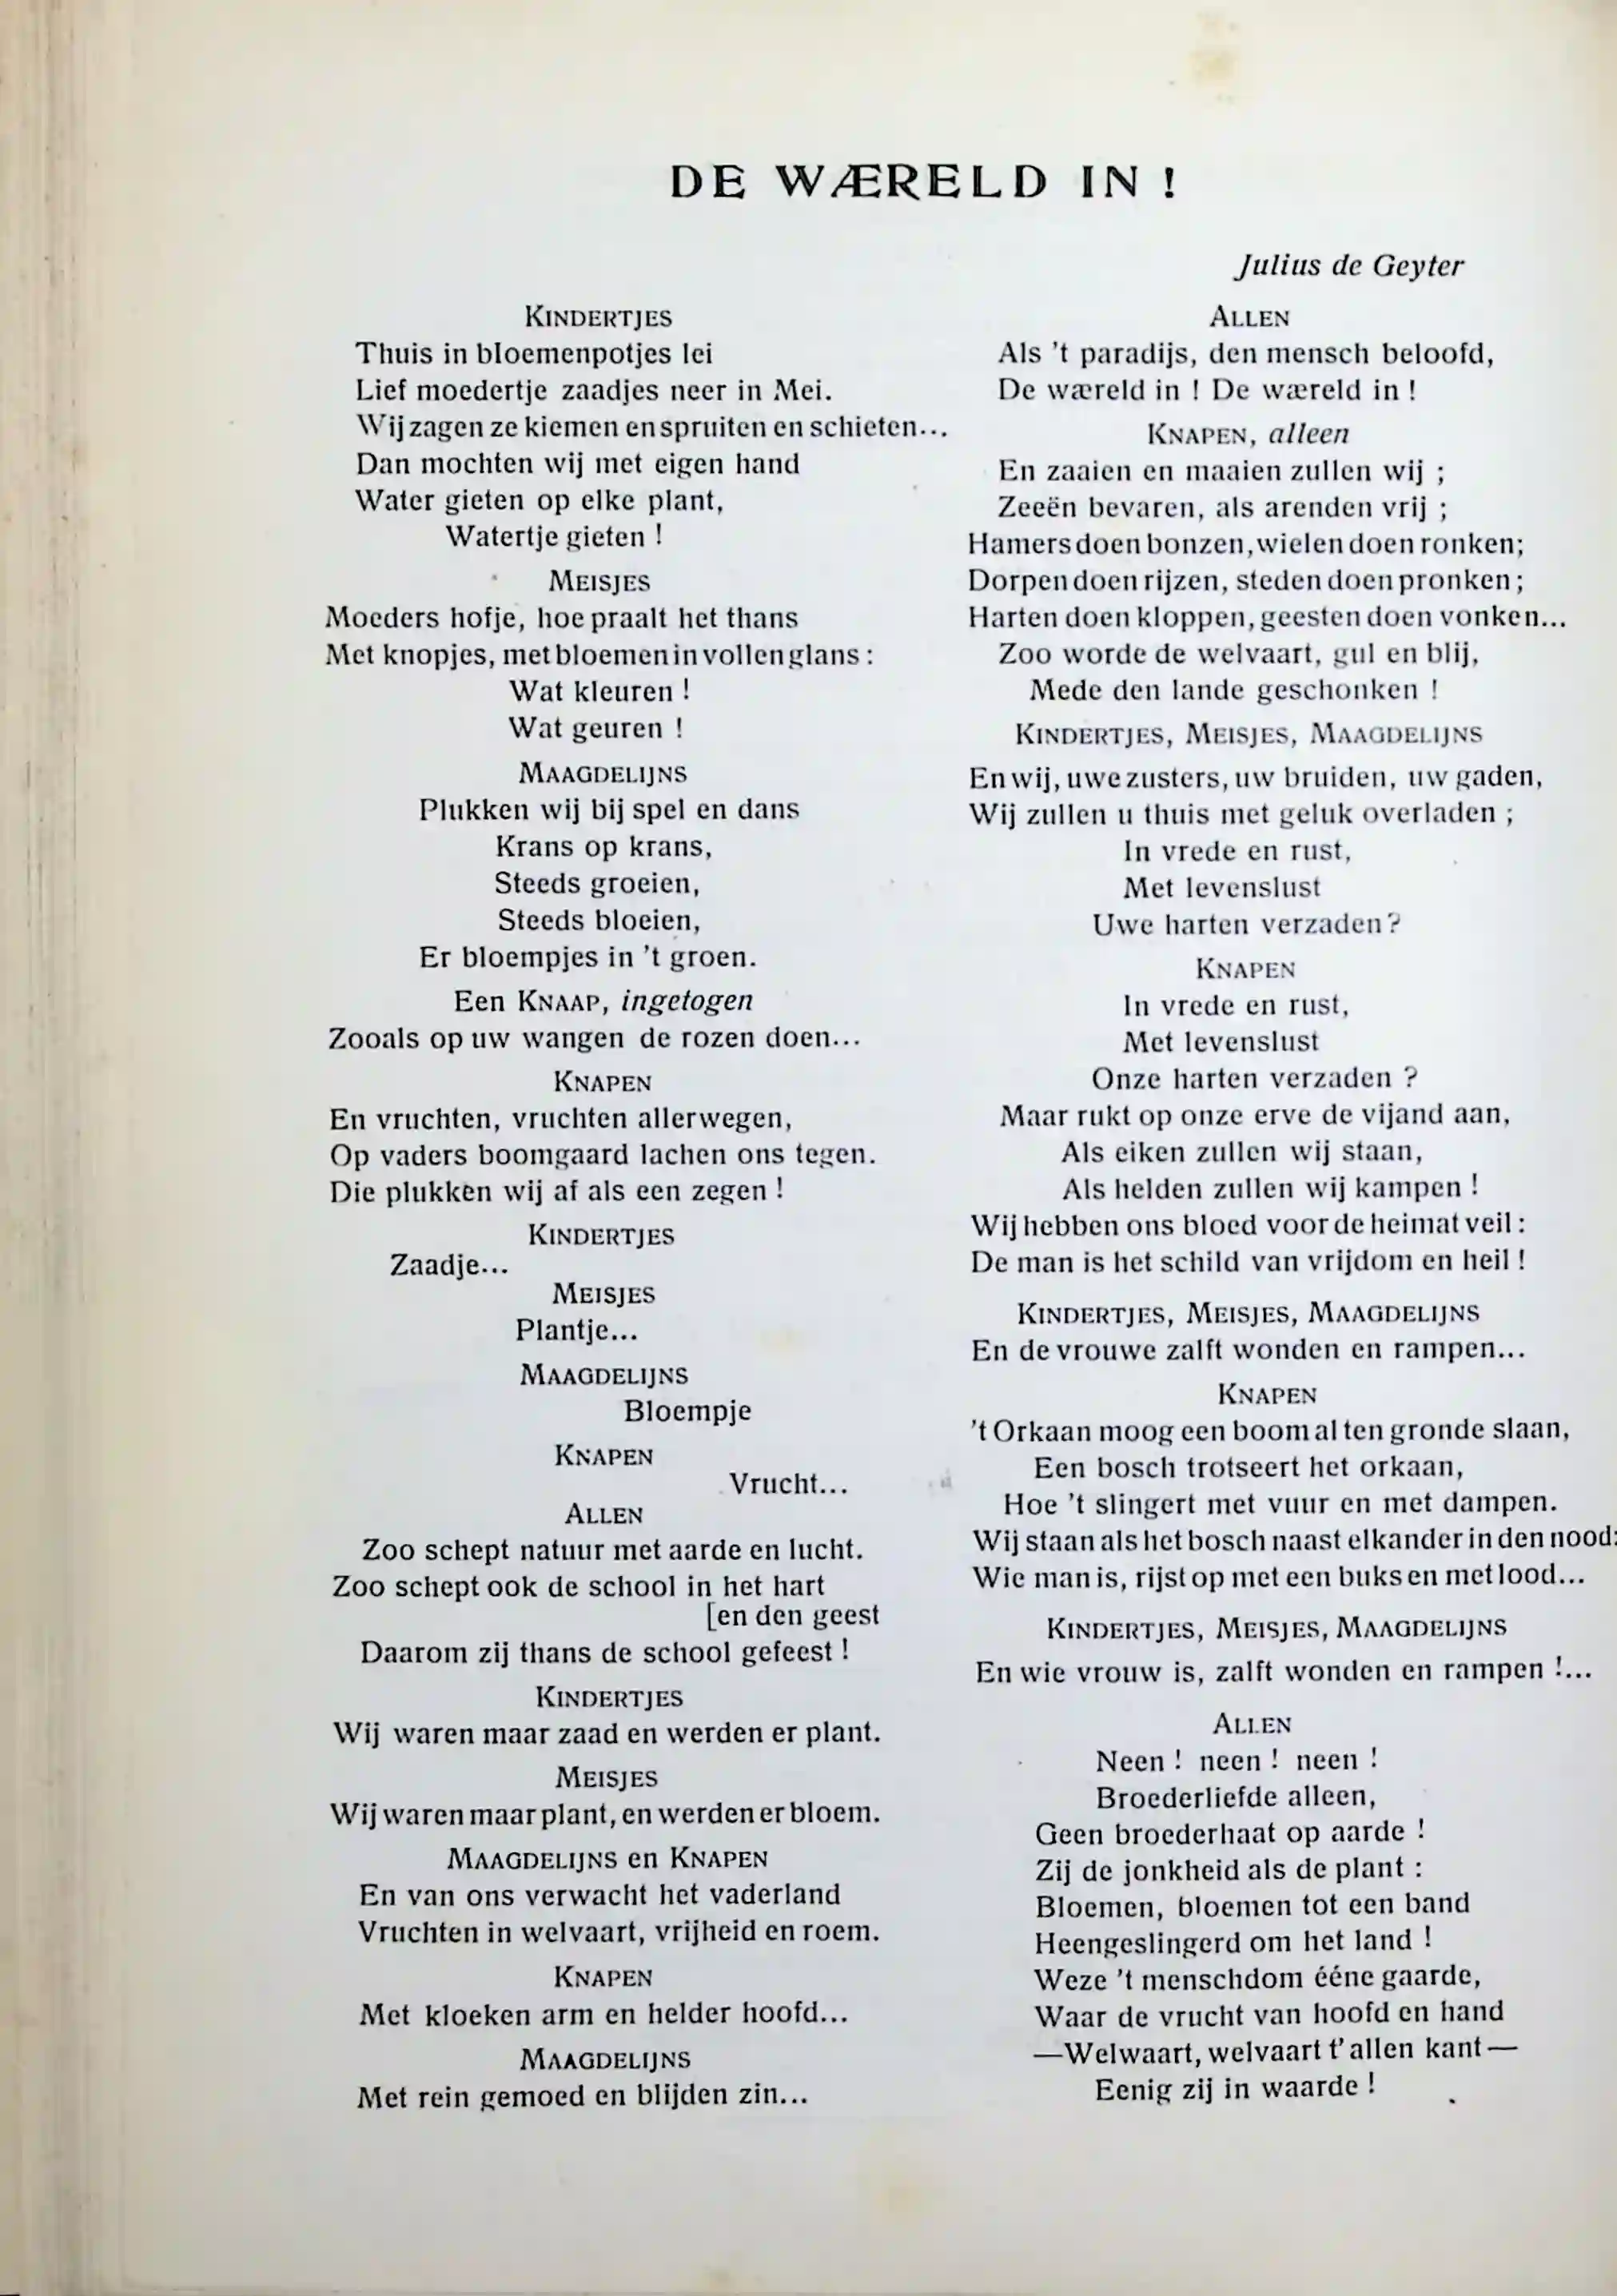 DE WÆRELD IN !
Julius de Geyter
KINDERTJES
Thuis in bloemenpotjes lei
Lief moedertje zaadjes neer in Mei.
Wij zagen ze kiemen en spruiten en schieten...
Dan mochten wij met eigen hand
Water gieten op elke plant,
Watertje gieten !
MEISJES
Moeders hofje, hoe praalt het thans
Met knopjes, met bloemen in vollen glans :
Wat kleuren !
Wat geuren !
MAAGDELIJNS
Plukken wij bij spel en dans
Krans op krans,
Steeds groeien,
Steeds bloeien,
Er bloempjes in 't groen.
Een KNAAP, ingetogen
Zooals op uw wangen de rozen doen...
KNAPEN
En vruchten, vruchten allerwegen,
Op vaders boomgaard lachen ons tegen.
Die plukken wij af als een zegen !
KINDERTJES
Zaadje...
MEISJES
Plantje...
MAAGDELIJNS
Bloempje
KNAPEN
Vrucht...
ALLEN
Zoo schept natuur met aarde en lucht.
Zoo schept ook de school in het hart
[en den geest
Daarom zij thans de school gefeest !
KINDERTJES
Wij waren maar zaad en werden er plant.
MEISJES
Wij waren maar plant, en werden er bloem.
MAAGDELIJNS en KNAPEN
En van ons verwacht het vaderland
Vruchten in welvaart, vrijheid en roem.
KNAPEN
Met kloeken arm en helder hoofd...
MAAGDELIJNS
Met rein gemoed en blijden zin...
ALLEN
Als 't paradijs, den mensch beloofd,
De wæreld in ! De wæreld in !
KNAPEN, alleen
En zaaien en maaien zullen wij ;
Zeeën bevaren, als arenden vrij ;
Hamers doen bonzen, wielen doen ronken;
Dorpen doen rijzen, steden doen pronken ;
Harten doen kloppen, geesten doen vonken...
Zoo worde de welvaart, gul en blij,
Mede den lande geschonken !
KINDERTJES, MEISJES, MAAGDELIJNS
En wij, uwe zusters, uw bruiden, uw gaden,
Wij zullen u thuis met geluk overladen ;
In vrede en rust,
Met levenslust
Uwe harten verzaden?
KNAPEN
In vrede en rust,
Met levenslust
Onze harten verzaden ?
Maar rukt op onze erve de vijand aan,
Als eiken zullen wij staan,
Als helden zullen wij kampen !
Wij hebben ons bloed voor de heimat veil :
De man is het schild van vrijdom en heil !
KINDERTJES, MEISJES, MAAGDELIJNS
En de vrouwe zalft wonden en rampen...
KNAPEN
't Orkaan moog een boom al ten gronde slaan,
Een bosch trotseert het orkaan,
Hoe 't slingert met vuur en met dampen.
Wij staan als het bosch naast elkander in den nood:
Wie man is, rijst op met een buks en met lood...
KINDERTJES, MEISJES, MAAGDELIJNS
En wie vrouw is, zalft wonden en rampen !...
ALLEN
Neen ! neen ! neen !
Broederliefde alleen,
Geen broederhaat op aarde !
Zij de jonkheid als de plant :
Bloemen, bloemen tot een band
Heengeslingerd om het land !
Weze 't menschdom ééne gaarde,
Waar de vrucht van hoofd en hand
—Welwaart, welvaart t' allen kant—
Eenig zij in waarde !